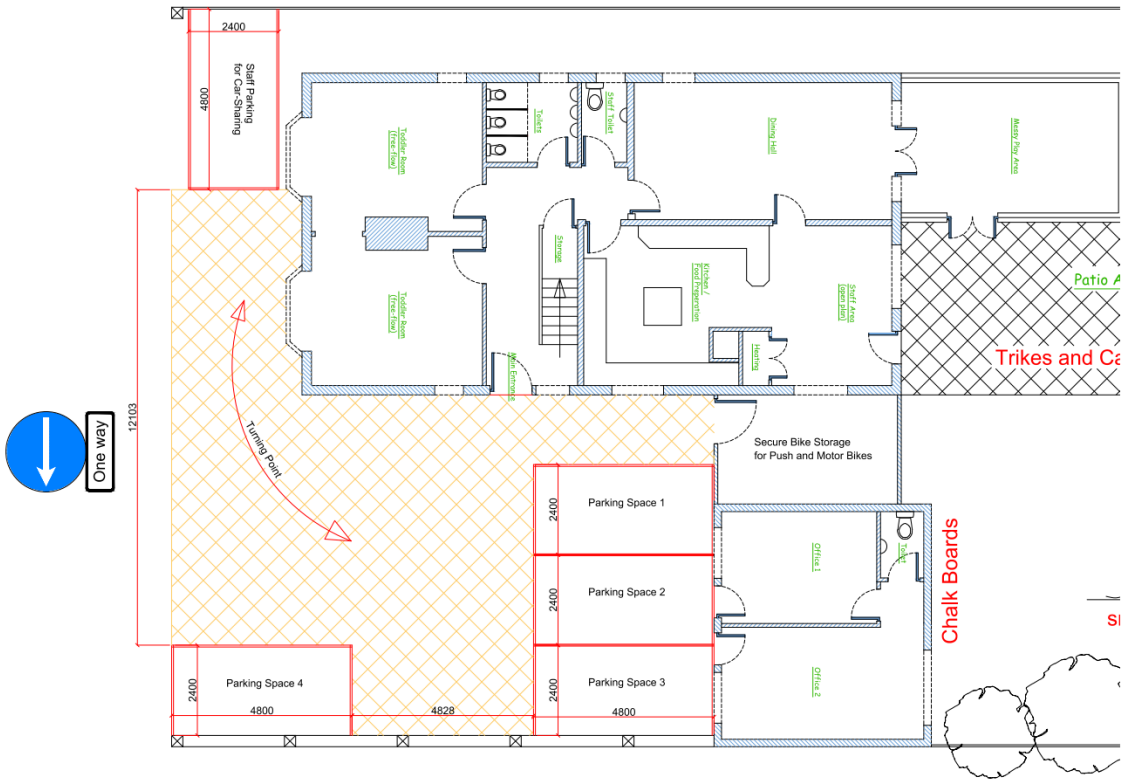 2400
Staff Parking
for Car-Sharing
4800
Toddler Room
(free-flow)
Toilets
Staff Toilet
Dining Hall
Messy Play Area
Storage
Kitchen /
Food Preparation
Staff Area
(open plan)
Patio A
Toddler Room
(free-flow)
Heating
Trikes and Ca
Main Entrance
12103
One way
Turning Point
Secure Bike Storage
for Push and Motor Bikes
2400
Parking Space 1
2400
Parking Space 2
Office 1
Toilet
Chalk Boards
SI
2400
Parking Space 4
2400
Parking Space 3
Office 2
4800
4828
4800